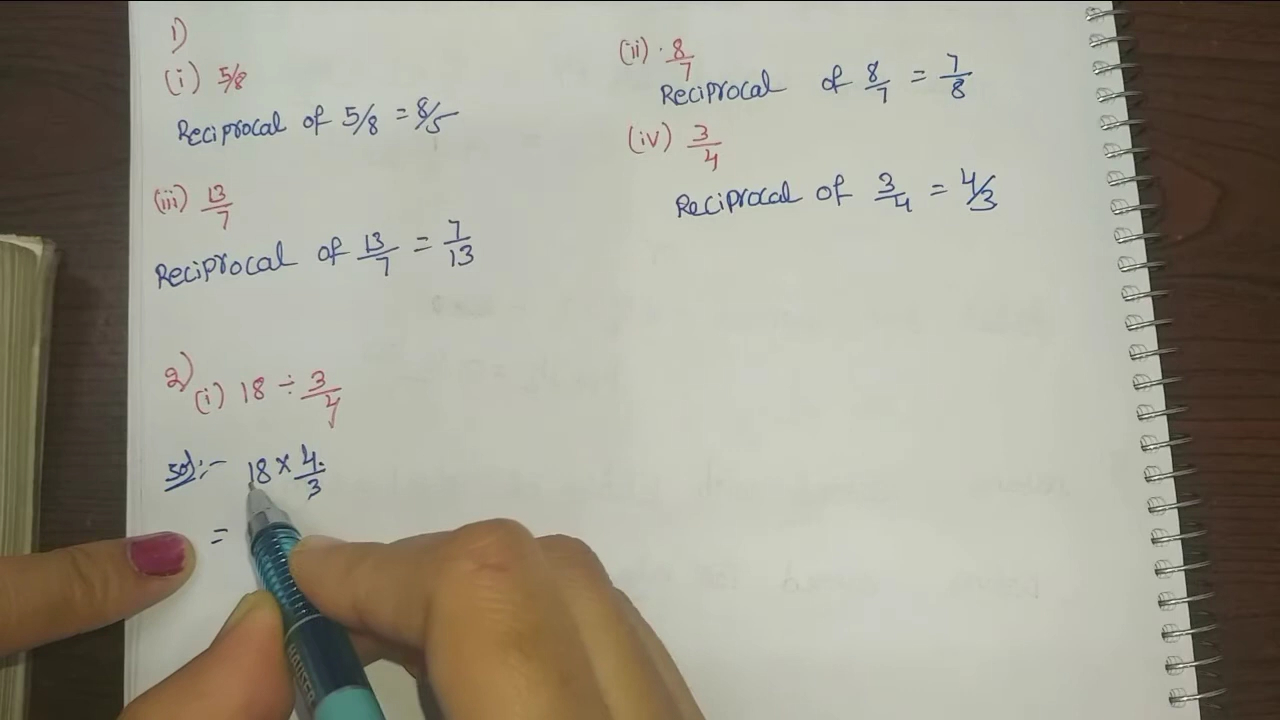 1)
(i) 5/8
Reciprocal of 5/8 = 8/5
(ii) 8/7
Reciprocal of 8/7 = 7/8
(iii) 13/7
Reciprocal of 13/7 = 7/13
(iv) 3/4
Reciprocal of 3/4 = 4/3
2)
(i) 18 ÷ 3/4
Sol:- 18 × 4/3
=